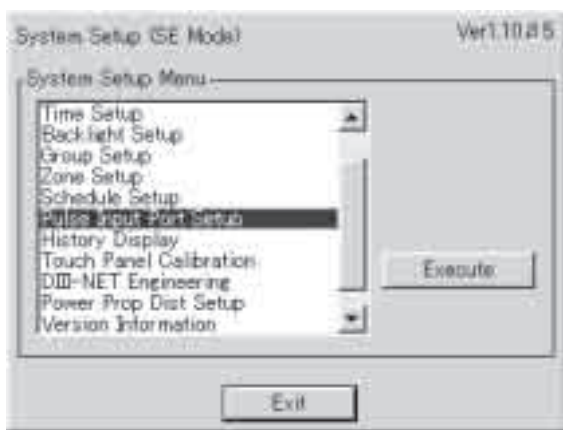 System Setup (SE Mode) Ver1.10.05
System Setup Menu
Time Setup
Backlight Setup
Group Setup
Zone Setup
Schedule Setup
Pulse Input Port Setup
History Display
Touch Panel Calibration
DIII-NET Engineering
Power Prop Dist Setup
Version Information
Execute
Exit